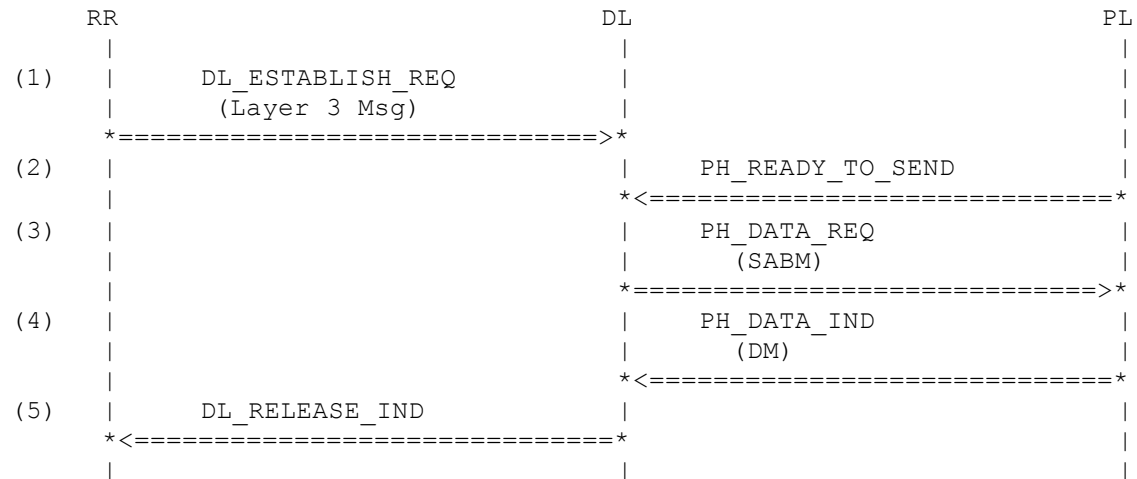 RR DL PL
(1) DL_ESTABLISH_REQ
(Layer 3 Msg)
(2) PH_READY_TO_SEND
(3) PH_DATA_REQ
(SABM)
(4) PH_DATA_IND
(DM)
(5) DL_RELEASE_IND